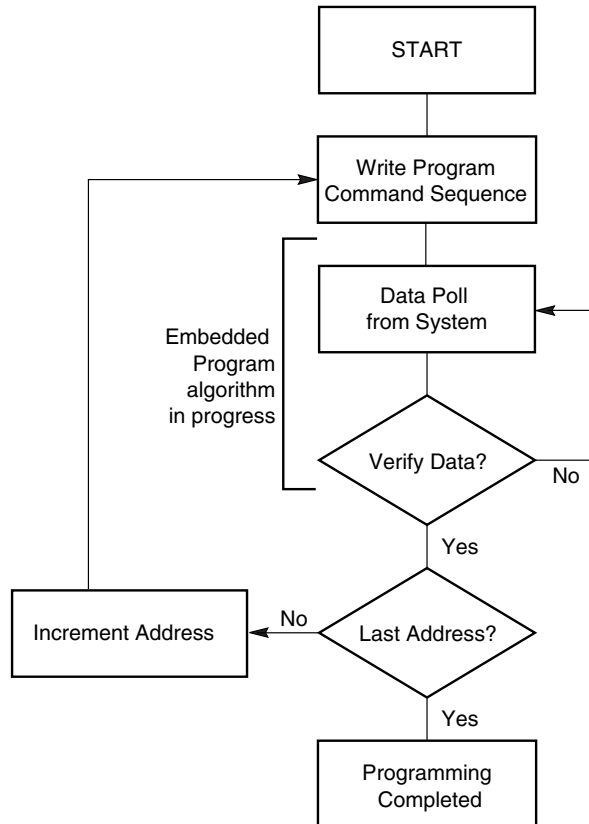 START
Write Program
Command Sequence
Data Poll
from System
Embedded
Program
algorithm
in progress
Verify Data?
No
Yes
No
Increment Address
Last Address?
Yes
Programming
Completed